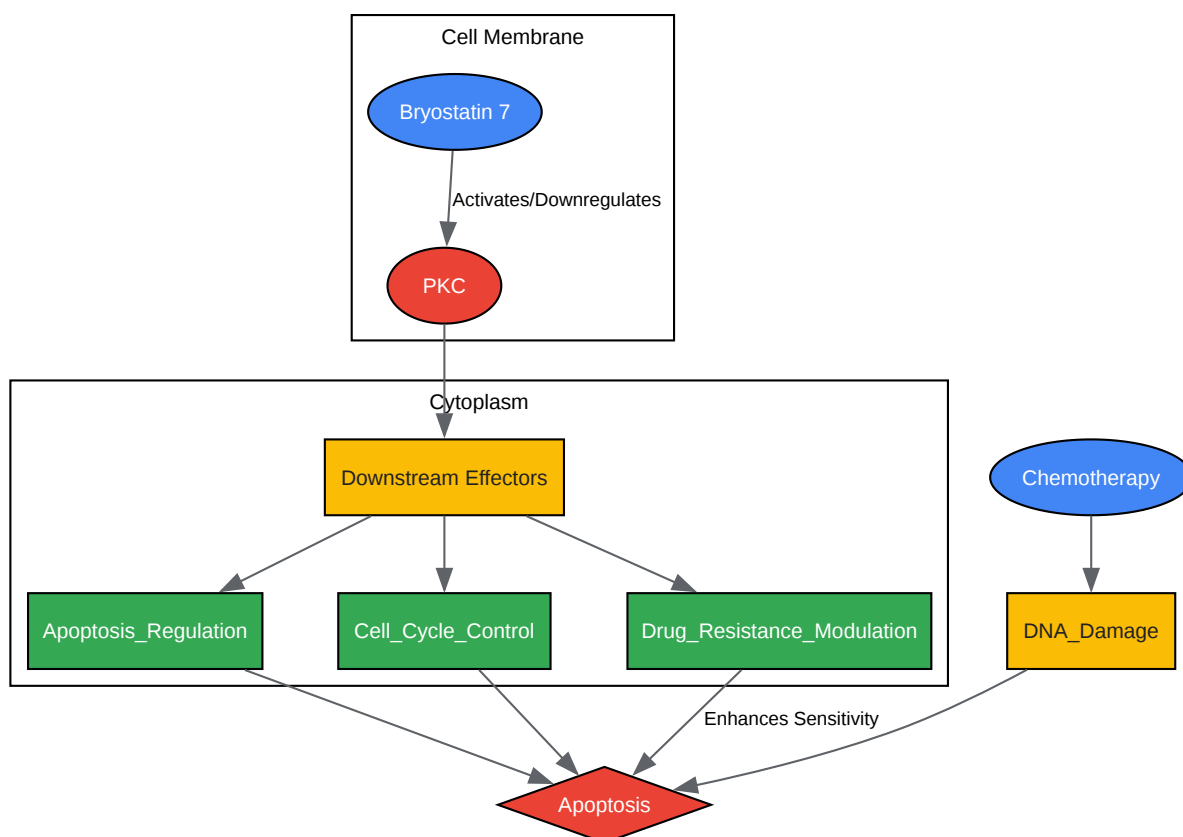 Cell Membrane
Bryostatin 7
Activates/Downregulates
PKC
Cytoplasm
Downstream Effectors
Chemotherapy
Apoptosis_Regulation
Cell_Cycle_Control
Drug_Resistance_Modulation
DNA_Damage
Enhances Sensitivity
Apoptosis